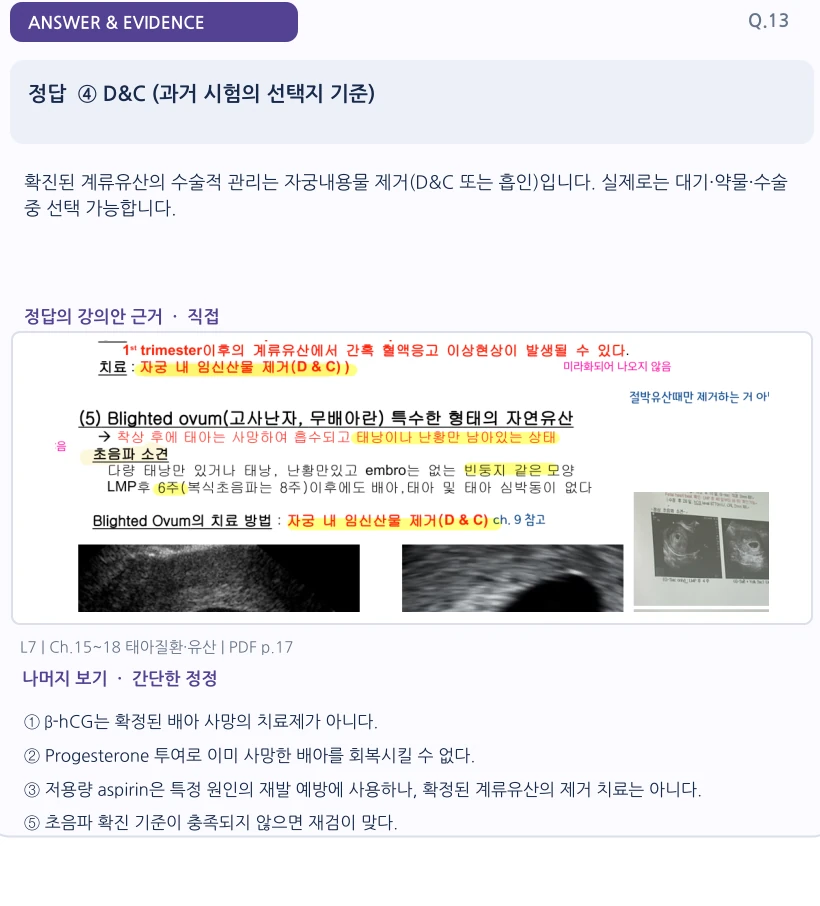 ANSWER & EVIDENCE
Q.13
정답 ④ D&C (과거 시험의 선택지 기준)
확진된 계류유산의 수술적 관리는 자궁내용물 제거(D&C 또는 흡인)입니다. 실제로는 대기·약물·수술
중 선택 가능합니다.
정답의 강의안 근거 · 직접
1st trimester이후의 계류유산에서 간혹 혈액응고 이상현상이 발생될 수 있다.
치료 : 자궁 내 임신산물 제거(D & C) )
미라화되어 나오지 않음
절박유산때만 제거하는 거 아
(5) Blighted ovum(고사난자, 무배아란) 특수한 형태의 자연유산
→ 착상 후에 태아는 사망하여 흡수되고 태낭이나 난황만 남아있는 상태
음
초음파 소견
다량 태낭만 있거나 태낭, 난황만있고 embro는 없는 빈둥지 같은 모양
LMP후 6주(복식초음파는 8주)이후에도 배아,태아 및 태아 심박동이 없다
Blighted Ovum의 치료 방법 : 자궁 내 임신산물 제거(D & C) ch. 9 참고
L7 | Ch.15~18 태아질환·유산 | PDF p.17
나머지 보기 · 간단한 정정
① β-hCG는 확정된 배아 사망의 치료제가 아니다.
② Progesterone 투여로 이미 사망한 배아를 회복시킬 수 없다.
③ 저용량 aspirin은 특정 원인의 재발 예방에 사용하나, 확정된 계류유산의 제거 치료는 아니다.
⑤ 초음파 확진 기준이 충족되지 않으면 재검이 맞다.